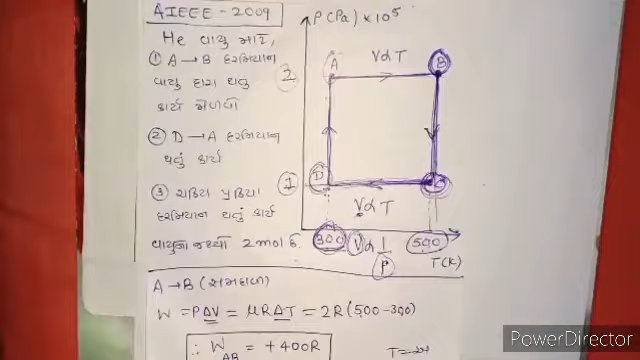 AIEEE - 2009
He વાયુ માટે,
① A → B દરમિયાન
વાયુ દ્વારા થતું
કાર્ય મેળવો
② D → A દરમિયાન
થતું કાર્ય
③ ચક્રિય પ્રક્રિયા
દરમિયાન થતું કાર્ય
વાયુનો જથ્થો 2 mol છે.
P(Pa) × 10⁵
A
V α T
B
2
D
C
1
V α T
300
V α 1/P
500
T(K)
A → B (સમદાબી)
W = PΔV = μRΔT = 2R(500-300)
∴ W_AB = +400R
PowerDirector